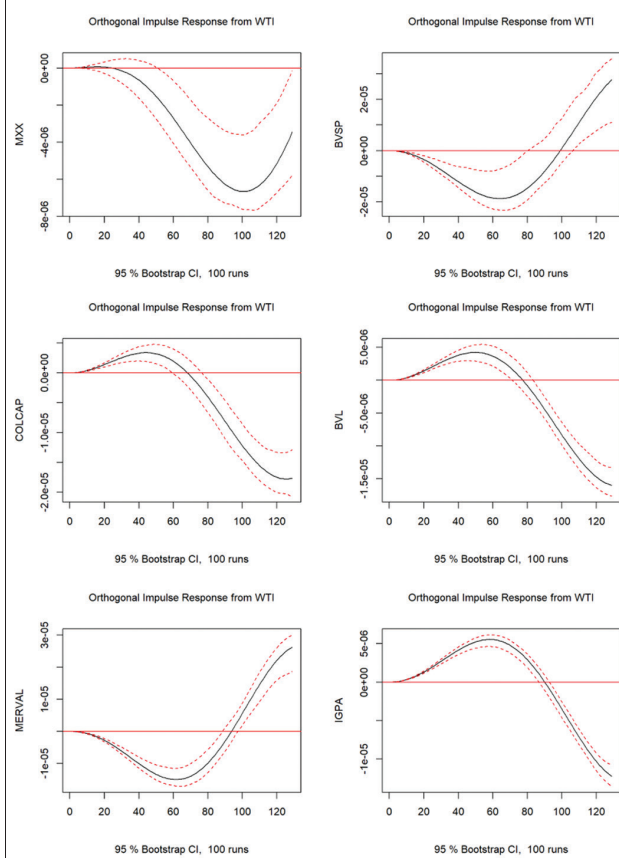 Orthogonal Impulse Response from WTI
MXX
0e+00
-4e-06
-8e-06
0 20 40 60 80 100 120
95 % Bootstrap CI, 100 runs
Orthogonal Impulse Response from WTI
BVSP
2e-05
0e+00
-2e-05
0 20 40 60 80 100 120
95 % Bootstrap CI, 100 runs
Orthogonal Impulse Response from WTI
COLCAP
0.0e+00
-1.0e-05
-2.0e-05
0 20 40 60 80 100 120
95 % Bootstrap CI, 100 runs
Orthogonal Impulse Response from WTI
BVL
5.0e-06
-5.0e-06
-1.5e-05
0 20 40 60 80 100 120
95 % Bootstrap CI, 100 runs
Orthogonal Impulse Response from WTI
MERVAL
3e-05
1e-05
-1e-05
0 20 40 60 80 100 120
95 % Bootstrap CI, 100 runs
Orthogonal Impulse Response from WTI
IGPA
5e-06
0e+00
-1e-05
0 20 40 60 80 100 120
95 % Bootstrap CI, 100 runs